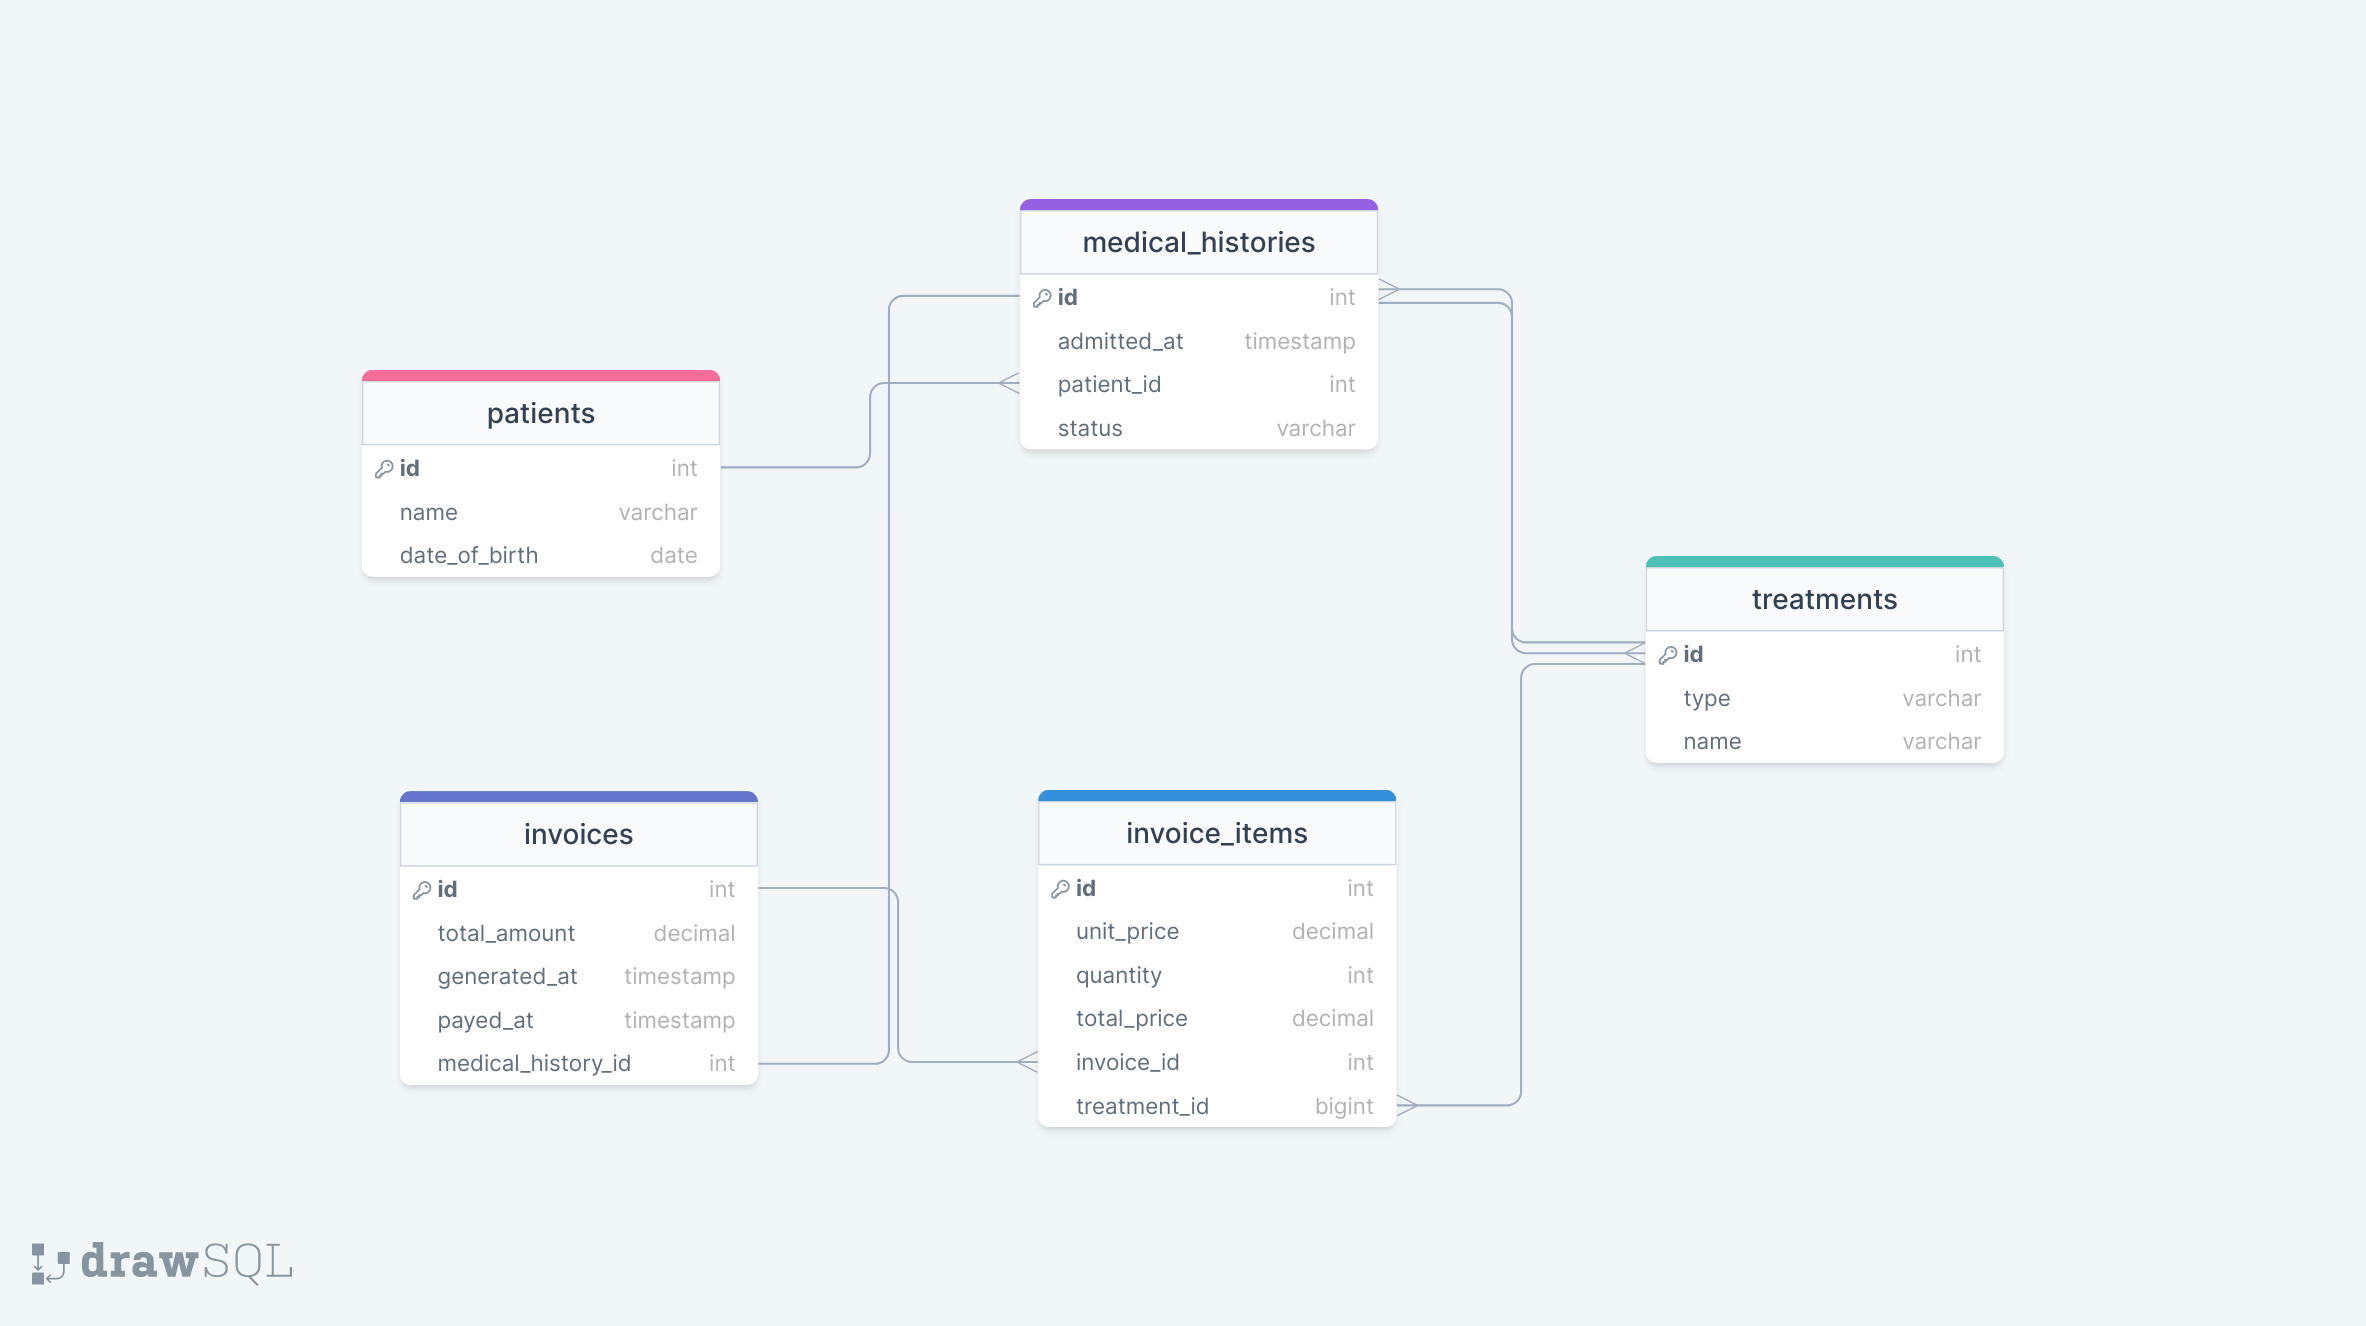 medical_histories
id int
admitted_at timestamp
patient_id int
status varchar
patients
id int
name varchar
date_of_birth date
treatments
id int
type varchar
name varchar
invoices
id int
total_amount decimal
generated_at timestamp
payed_at timestamp
medical_history_id int
invoice_items
id int
unit_price decimal
quantity int
total_price decimal
invoice_id int
treatment_id bigint
drawSQL